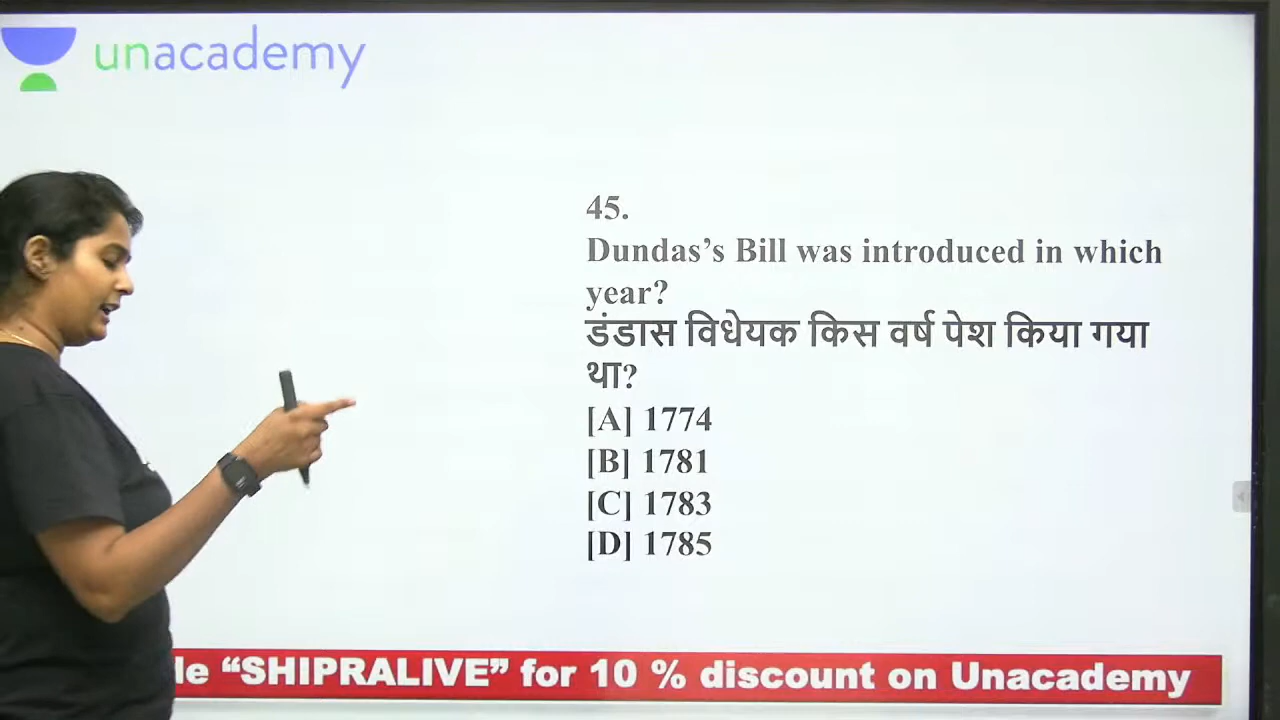 unacademy
45.
Dundas's Bill was introduced in which
year?
डंडास विधेयक किस वर्ष पेश किया गया
था?
[A] 1774
[B] 1781
[C] 1783
[D] 1785
“SHIPRALIVE” for 10 % discount on Unacademy